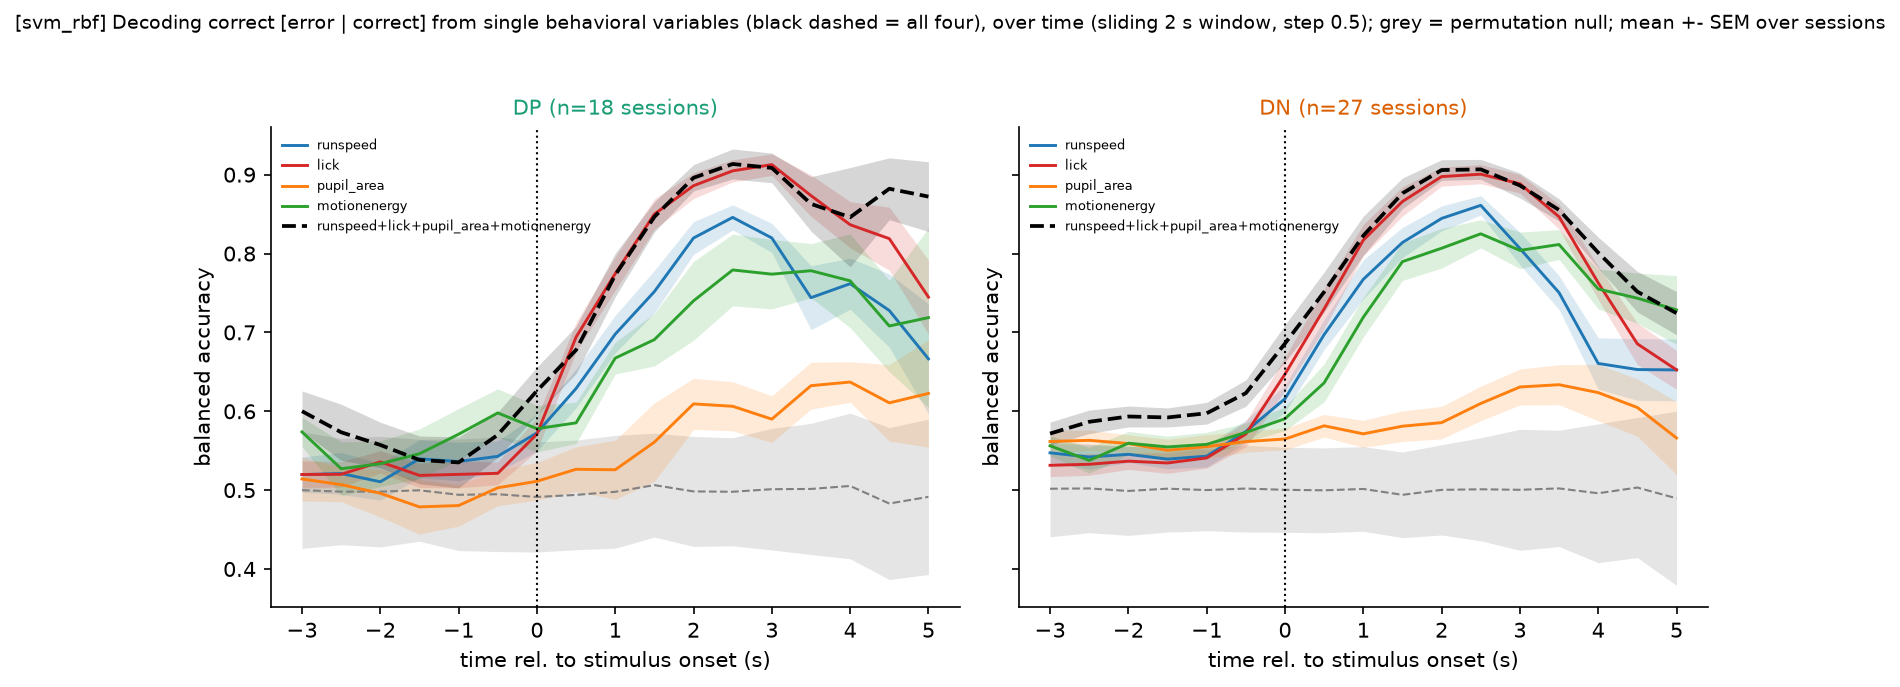 [svm_rbf] Decoding correct [error | correct] from single behavioral variables (black dashed = all four), over time (sliding 2 s window, step 0.5); grey = permutation null; mean +- SEM over sessions
DP (n=18 sessions)
runspeed
lick
pupil_area
motionenergy
runspeed+lick+pupil_area+motionenergy
balanced accuracy
0.9
0.8
0.7
0.6
0.5
0.4
−3 −2 −1 0 1 2 3 4 5
time rel. to stimulus onset (s)
DN (n=27 sessions)
runspeed
lick
pupil_area
motionenergy
runspeed+lick+pupil_area+motionenergy
balanced accuracy
−3 −2 −1 0 1 2 3 4 5
time rel. to stimulus onset (s)